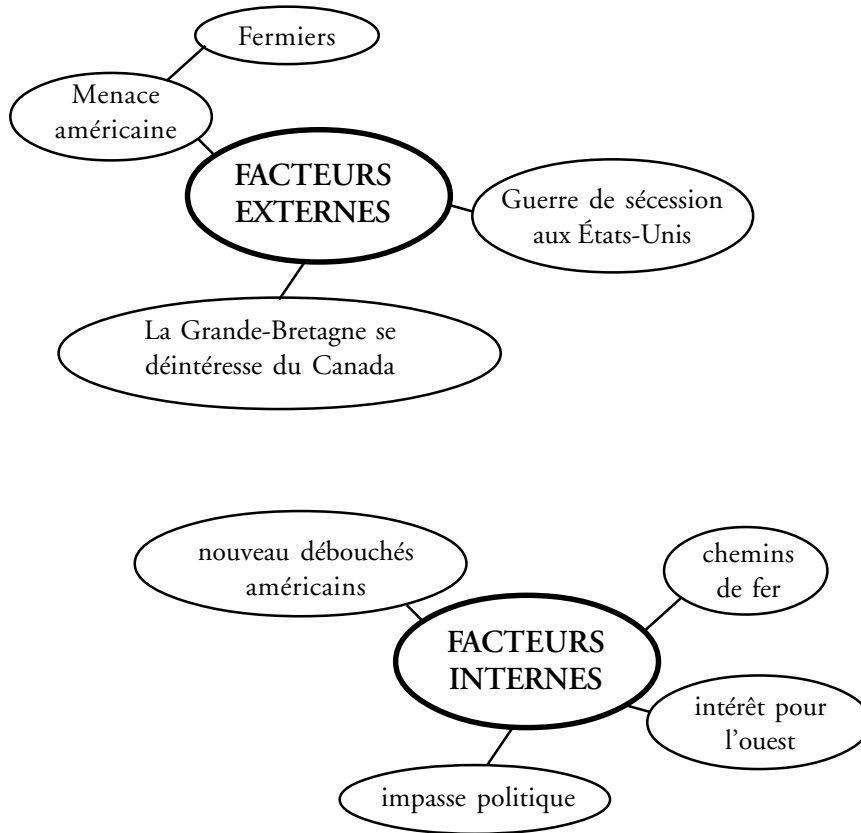 Fermiers
Menace
américaine
FACTEURS
EXTERNES
Guerre de sécession
aux États-Unis
La Grande-Bretagne se
déintéresse du Canada
nouveau débouchés
américains
chemins
de fer
FACTEURS
INTERNES
intérêt pour
l'ouest
impasse politique